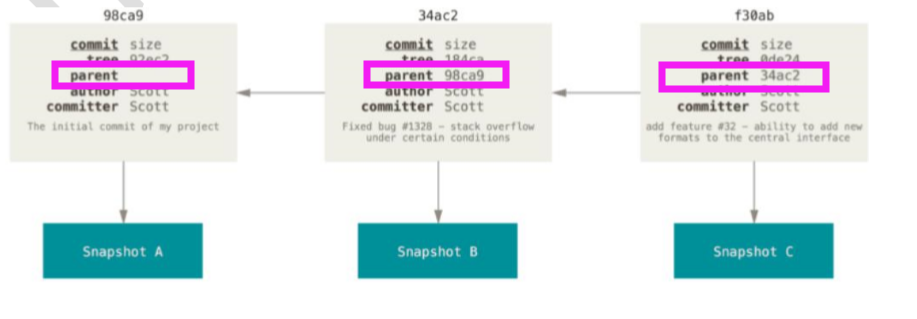 98ca9
commit size
tree 92ec2
parent
author Scott
committer Scott
The initial commit of my project
Snapshot A
34ac2
commit size
tree 184ca
parent 98ca9
author Scott
committer Scott
Fixed bug #1328 – stack overflow
under certain conditions
Snapshot B
f30ab
commit size
tree 0de24
parent 34ac2
author Scott
committer Scott
add feature #32 – ability to add new
formats to the central interface
Snapshot C